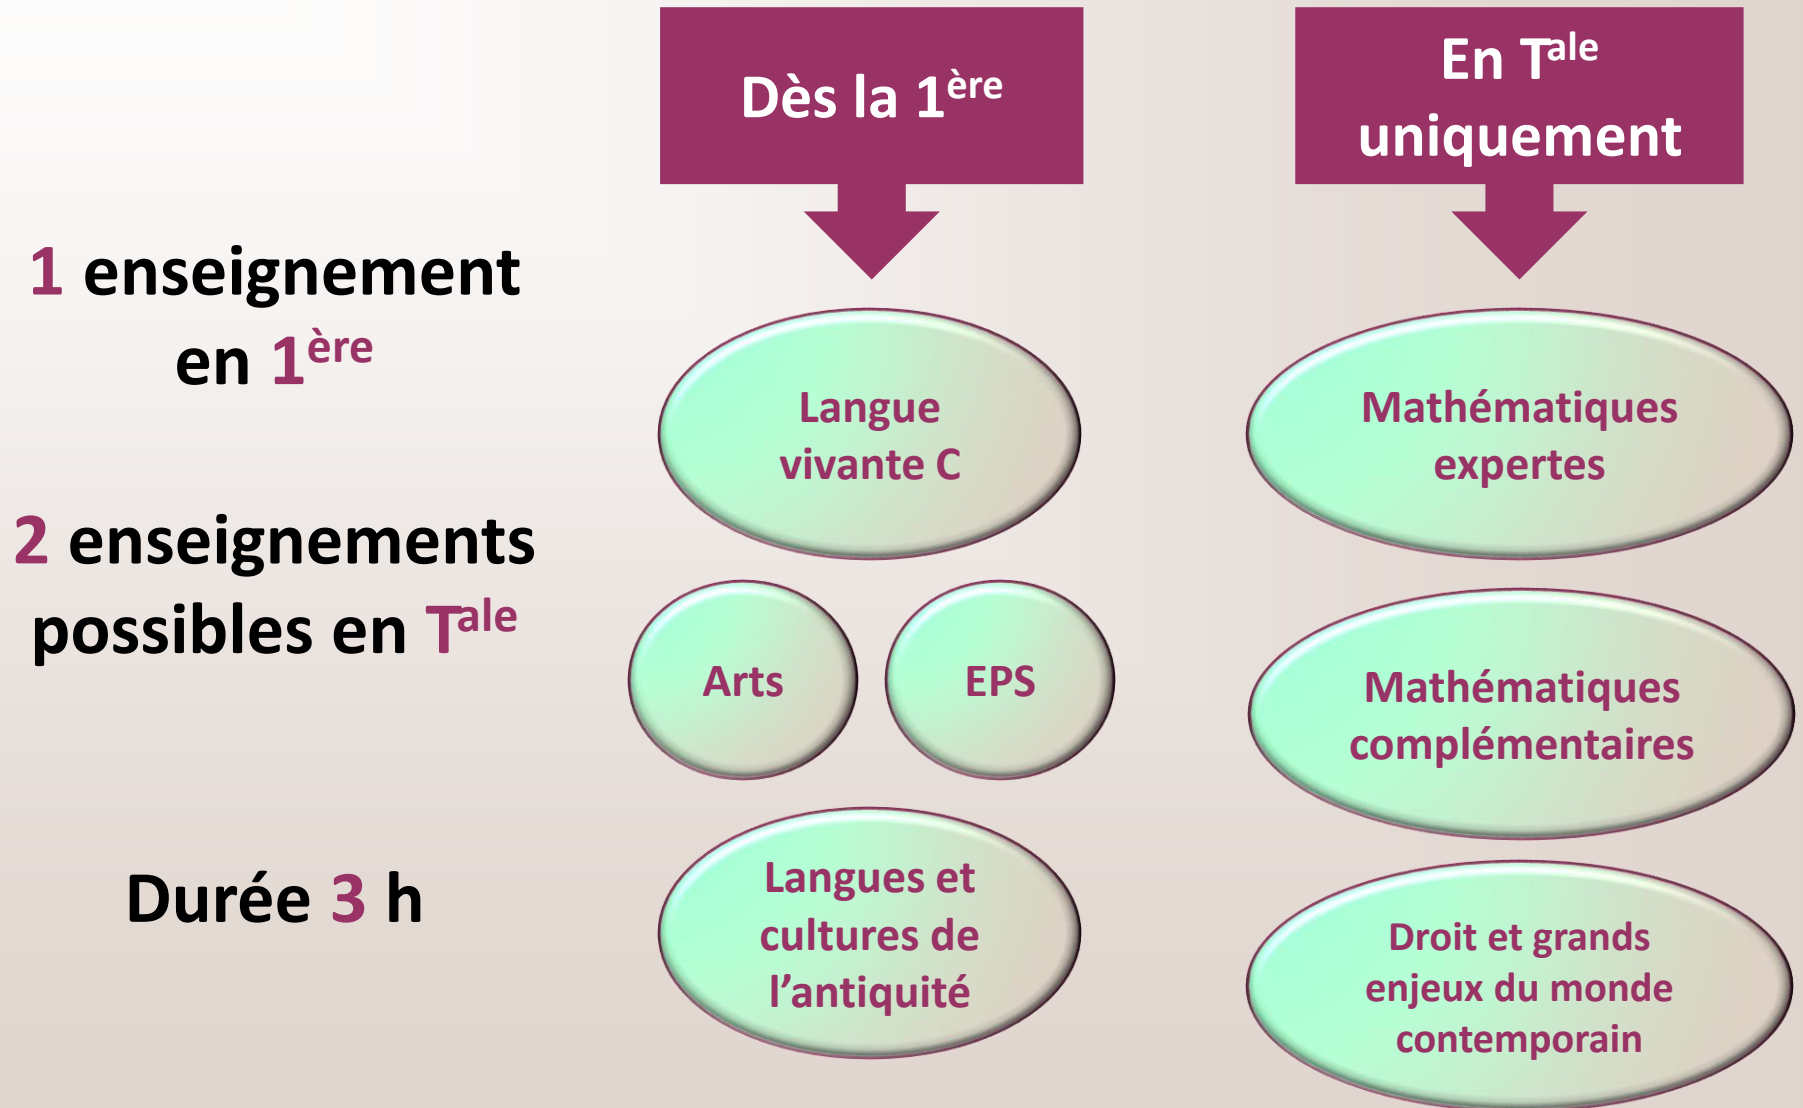 1 enseignement
en 1ère
2 enseignements
possibles en Tale
Durée 3 h
Dès la 1ère
Langue
vivante C
Arts
EPS
Langues et
cultures de
l’antiquité
En Tale
uniquement
Mathématiques
expertes
Mathématiques
complémentaires
Droit et grands
enjeux du monde
contemporain